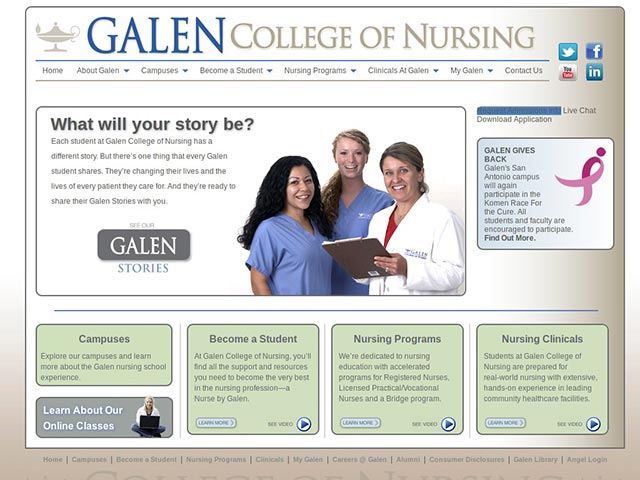 GALEN COLLEGE OF NURSING
Home About Galen Campuses Become a Student Nursing Programs Clinicals At Galen My Galen Contact Us
What will your story be?
Each student at Galen College of Nursing has a
different story. But there's one thing that every Galen
student shares. They're changing their lives and the
lives of every patient they care for. And they're ready to
share their Galen Stories with you.
SEE OUR
GALEN
STORIES
GALEN
Request Admissions Info Live Chat
Download Application
GALEN GIVES
BACK
Galen's San
Antonio campus
will again
participate in the
Komen Race For
the Cure. All
students and faculty are
encouraged to participate.
Find Out More.
Campuses
Explore our campuses and learn
more about the Galen nursing school
experience.
Learn About Our
Online Classes
Become a Student
At Galen College of Nursing, you'll
find all the support and resources
you need to become the very best
in the nursing profession—a
Nurse by Galen.
LEARN MORE SEE VIDEO
Nursing Programs
We're dedicated to nursing
education with accelerated
programs for Registered Nurses,
Licensed Practical/Vocational
Nurses and a Bridge program.
LEARN MORE SEE VIDEO
Nursing Clinicals
Students at Galen College of
Nursing are prepared for
real-world nursing with extensive,
hands-on experience in leading
community healthcare facilities.
LEARN MORE SEE VIDEO
Home | Campuses | Become a Student | Nursing Programs | Clinicals | My Galen | Careers @ Galen | Alumni | Consumer Disclosures | Galen Library | Angel Login